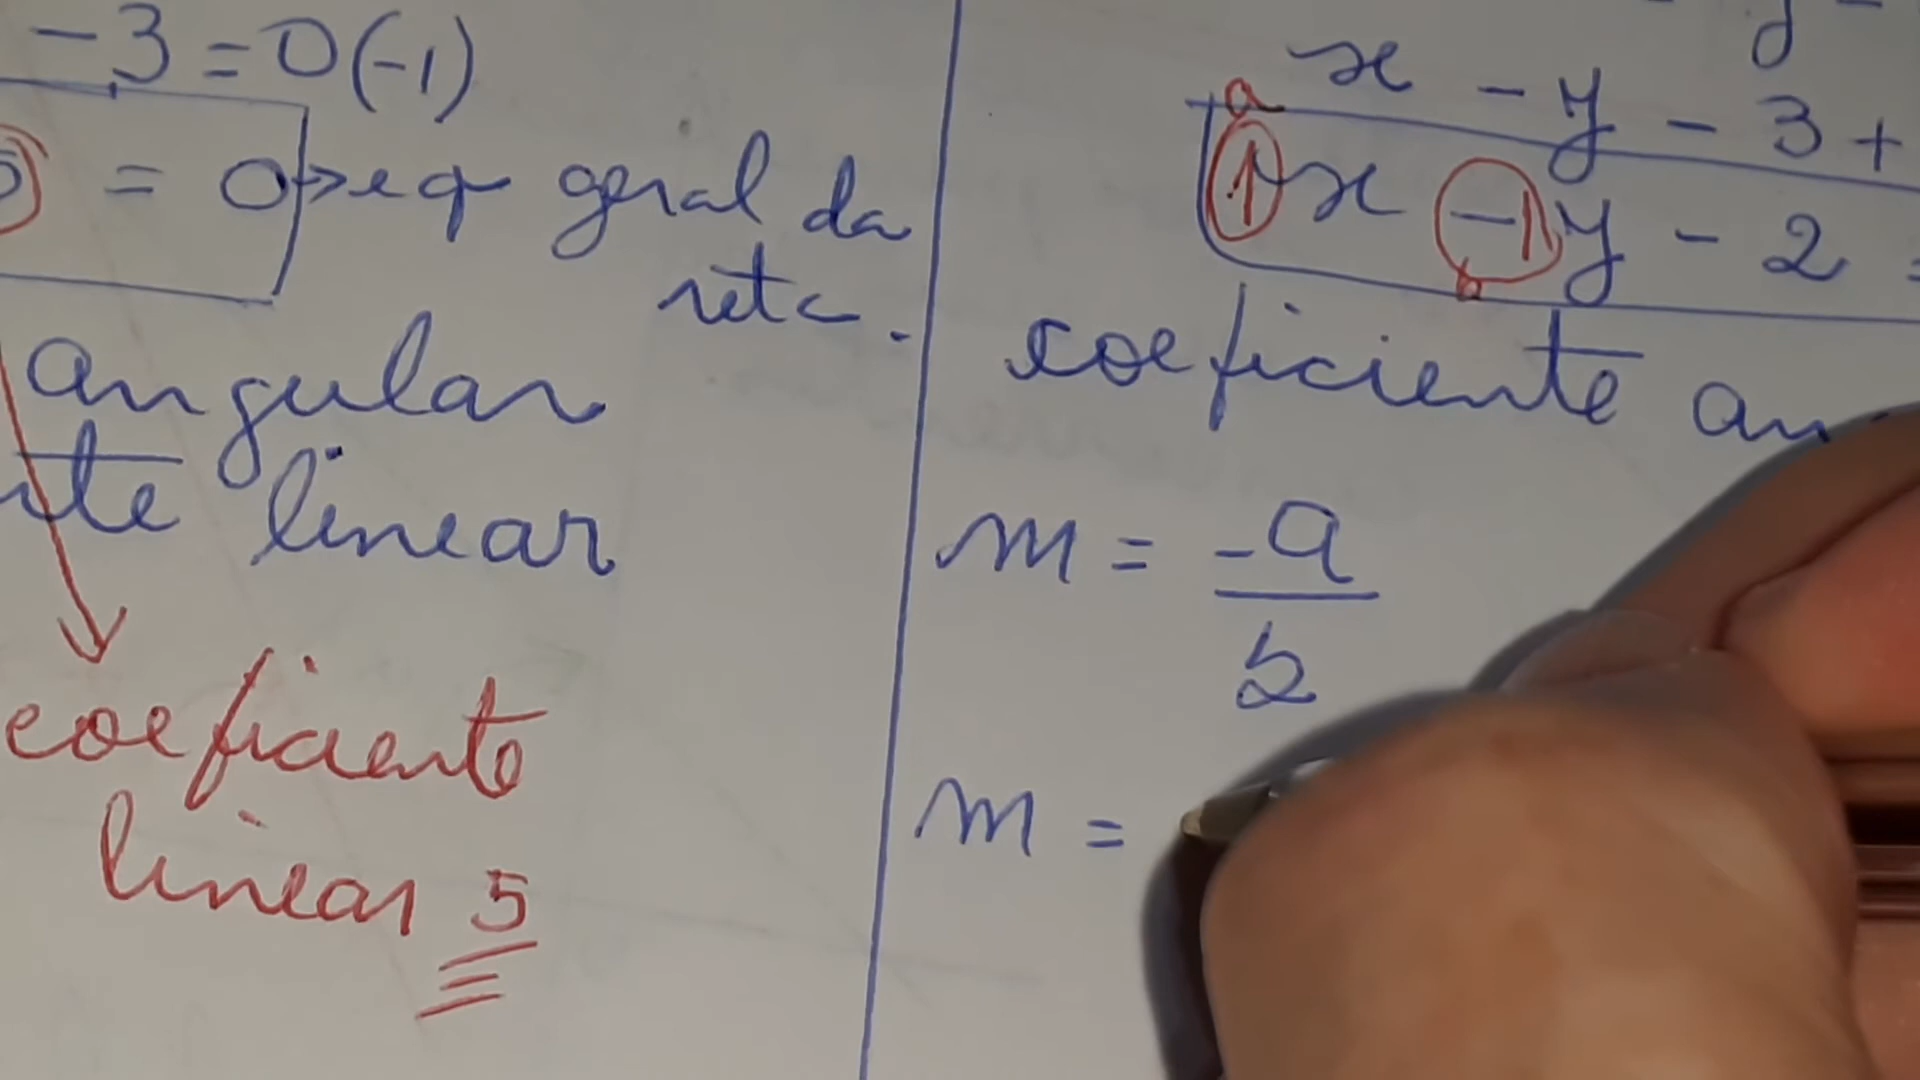 -3=0(-1)
= 0 → eq geral da
reta.
angular
nte linear
coeficiente
linear 5
x - y - 3 +
a
1x -1y - 2 =
b
coeficiente an
m = -a
b
m =